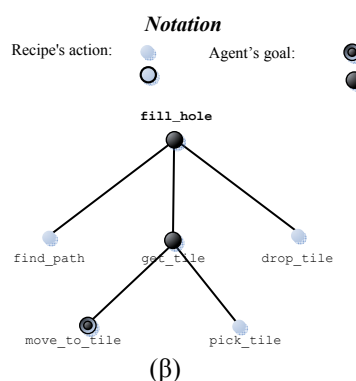 Notation
Recipe's action:
Agent's goal:
fill_hole
find_path
get_tile
drop_tile
move_to_tile
pick_tile
(β)